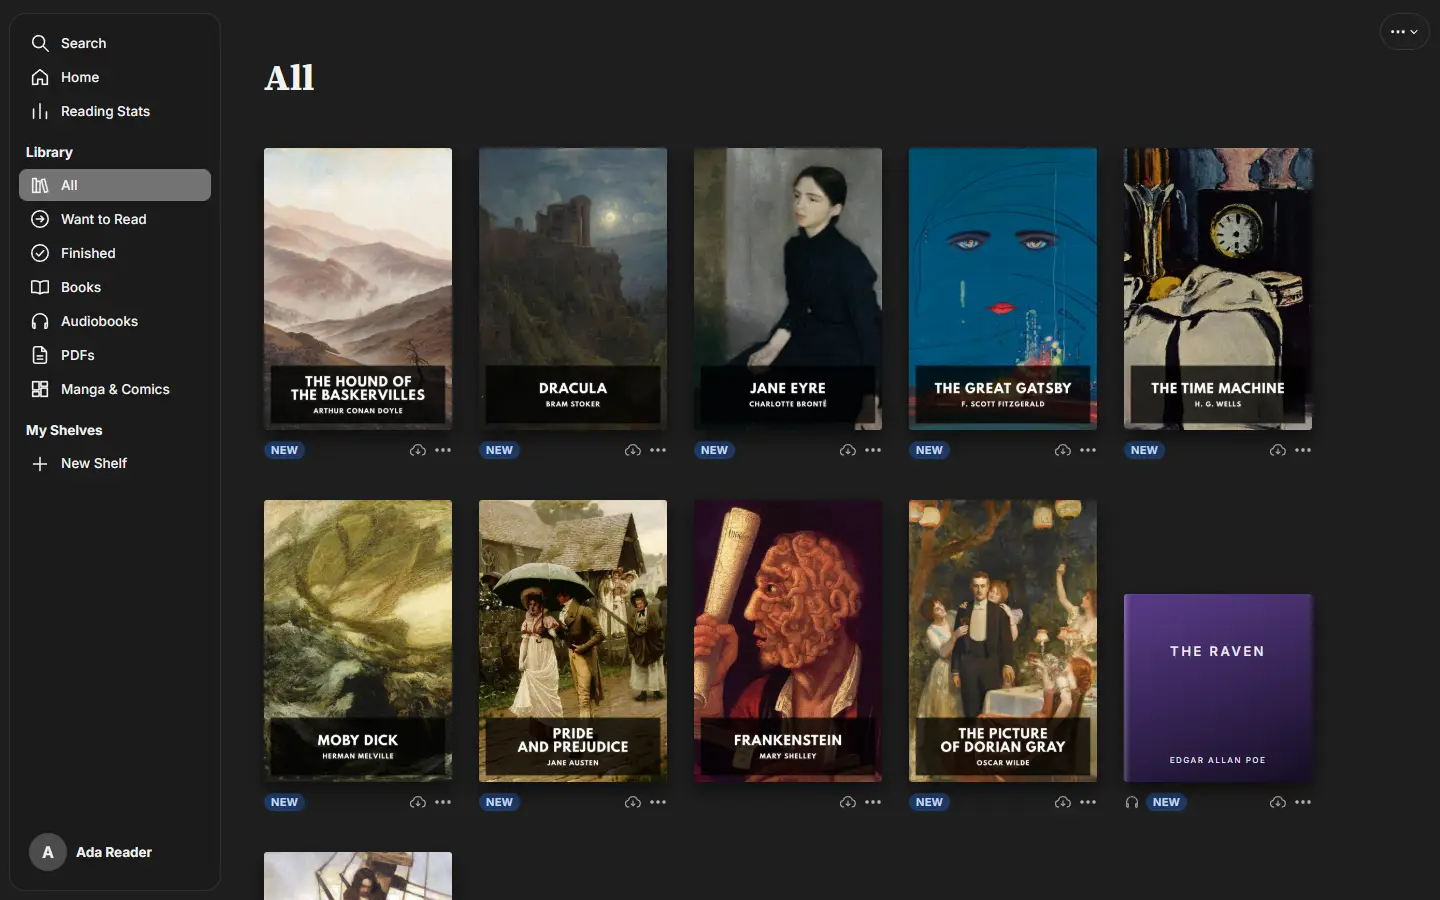 Search
Home
Reading Stats
Library
All
Want to Read
Finished
Books
Audiobooks
PDFs
Manga & Comics
My Shelves
New Shelf
A
Ada Reader
All
THE HOUND OF
THE BASKERVILLES
ARTHUR CONAN DOYLE
NEW
DRACULA
BRAM STOKER
NEW
JANE EYRE
CHARLOTTE BRONTË
NEW
THE GREAT GATSBY
F. SCOTT FITZGERALD
NEW
THE TIME MACHINE
H. G. WELLS
NEW
MOBY DICK
HERMAN MELVILLE
NEW
PRIDE
AND PREJUDICE
JANE AUSTEN
NEW
FRANKENSTEIN
MARY SHELLEY
THE PICTURE
OF DORIAN GRAY
OSCAR WILDE
NEW
THE RAVEN
EDGAR ALLAN POE
NEW